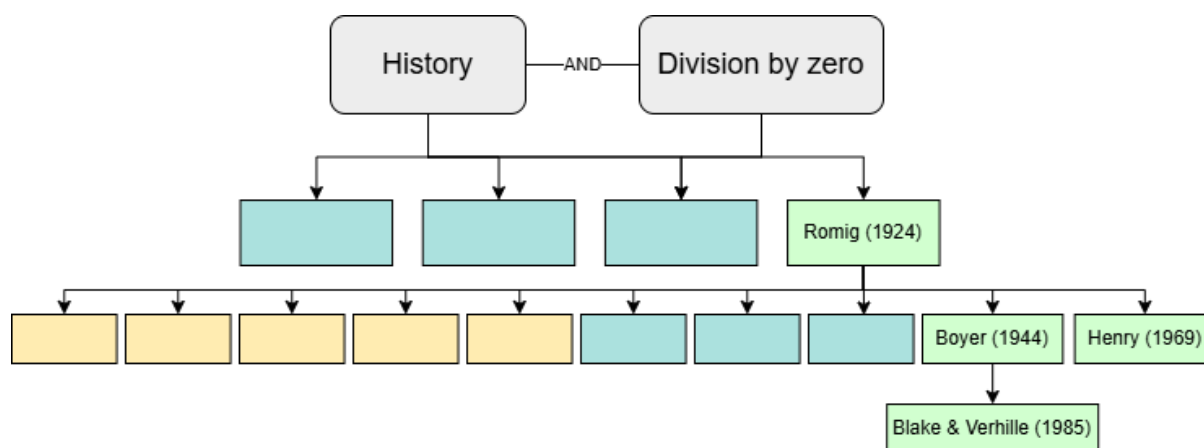 History
AND
Division by zero
Romig (1924)
Boyer (1944)
Henry (1969)
Blake & Verhille (1985)